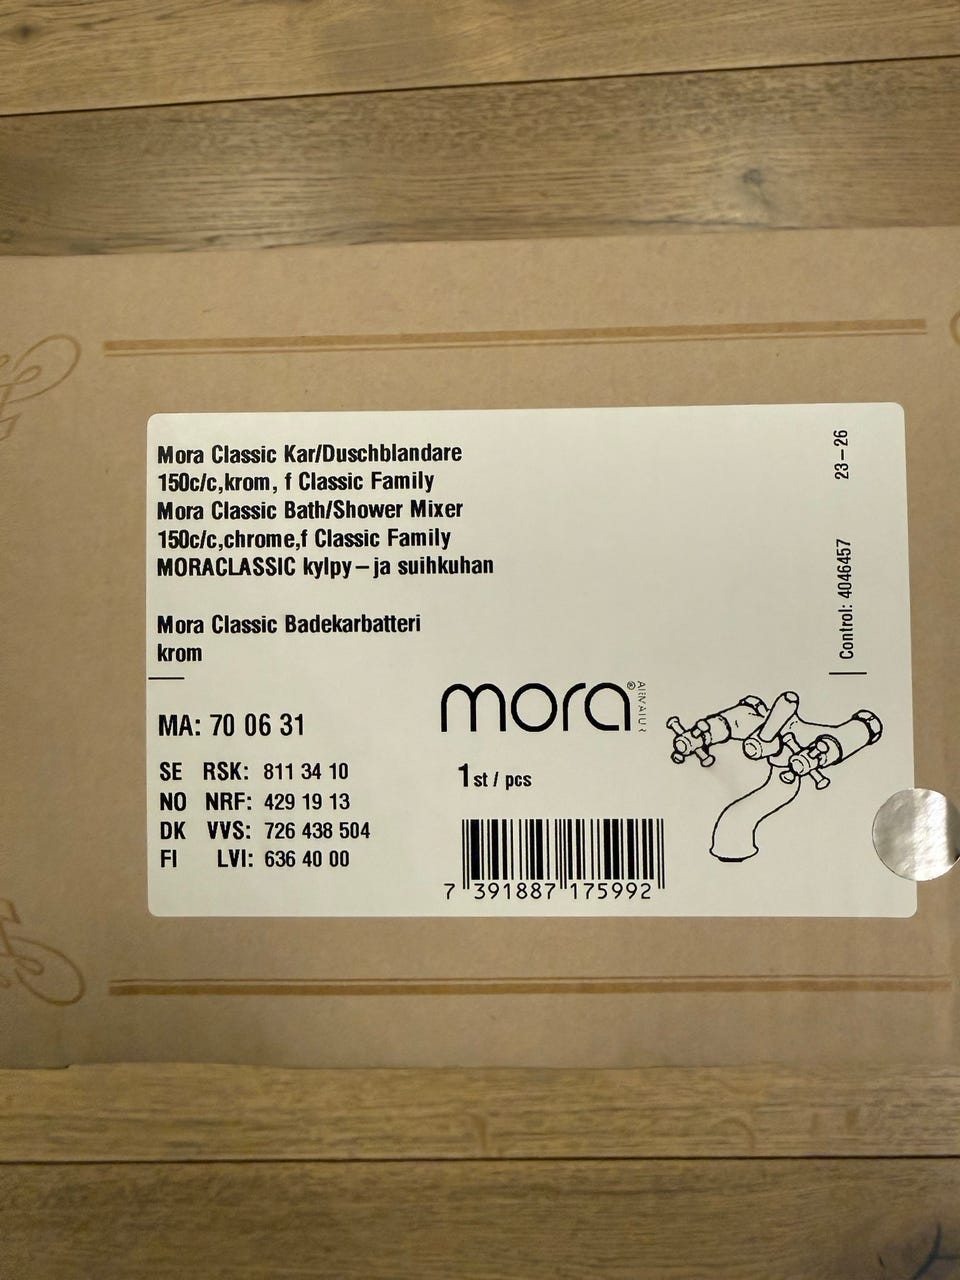 Mora Classic Kar/Duschblandare
150c/c,krom, f Classic Family
Mora Classic Bath/Shower Mixer
150c/c,chrome,f Classic Family
MORACLASSIC kylpy–ja suihkuhan
Mora Classic Badekarbatteri
krom
MA: 70 06 31
SE RSK: 811 34 10
NO NRF: 429 19 13
DK VVS: 726 438 504
FI LVI: 636 40 00
mora®
ARMATUR
1 st / pcs
7 391887 175992
Control: 4046457
23–26